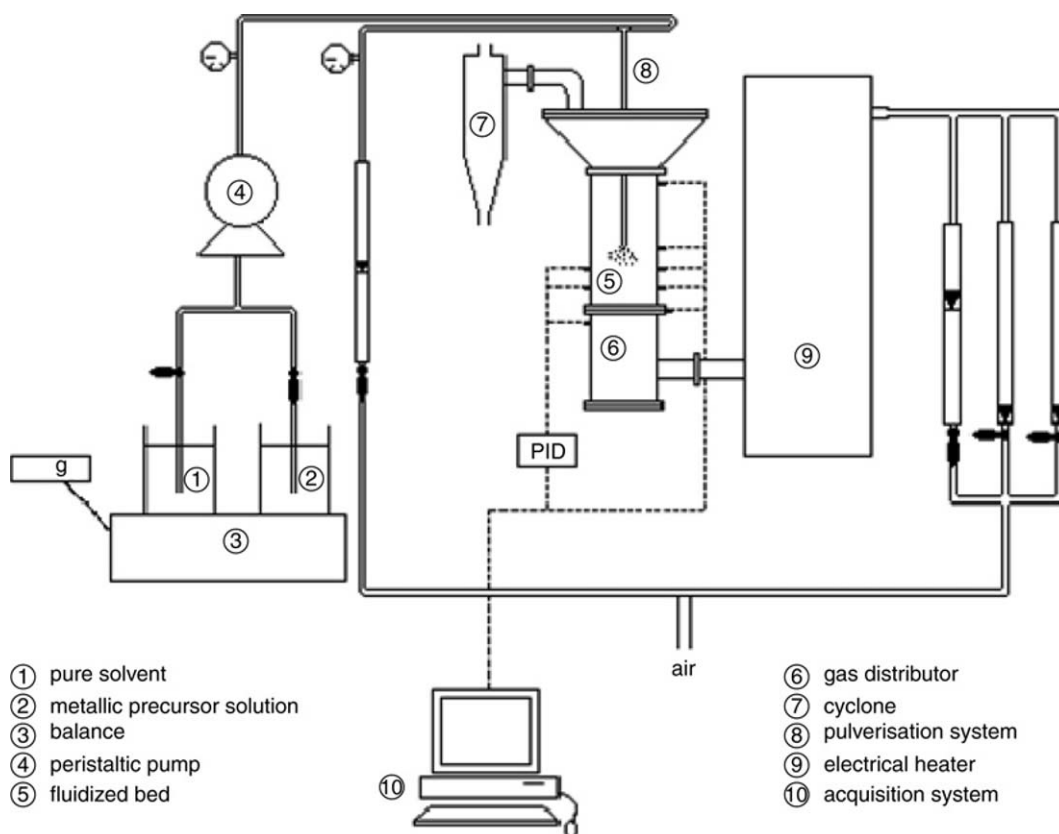 ④
⑧
⑦
⑤
⑥
⑨
PID
①
②
g
③
air
① pure solvent
② metallic precursor solution
③ balance
④ peristaltic pump
⑤ fluidized bed
⑩
⑥ gas distributor
⑦ cyclone
⑧ pulverisation system
⑨ electrical heater
⑩ acquisition system